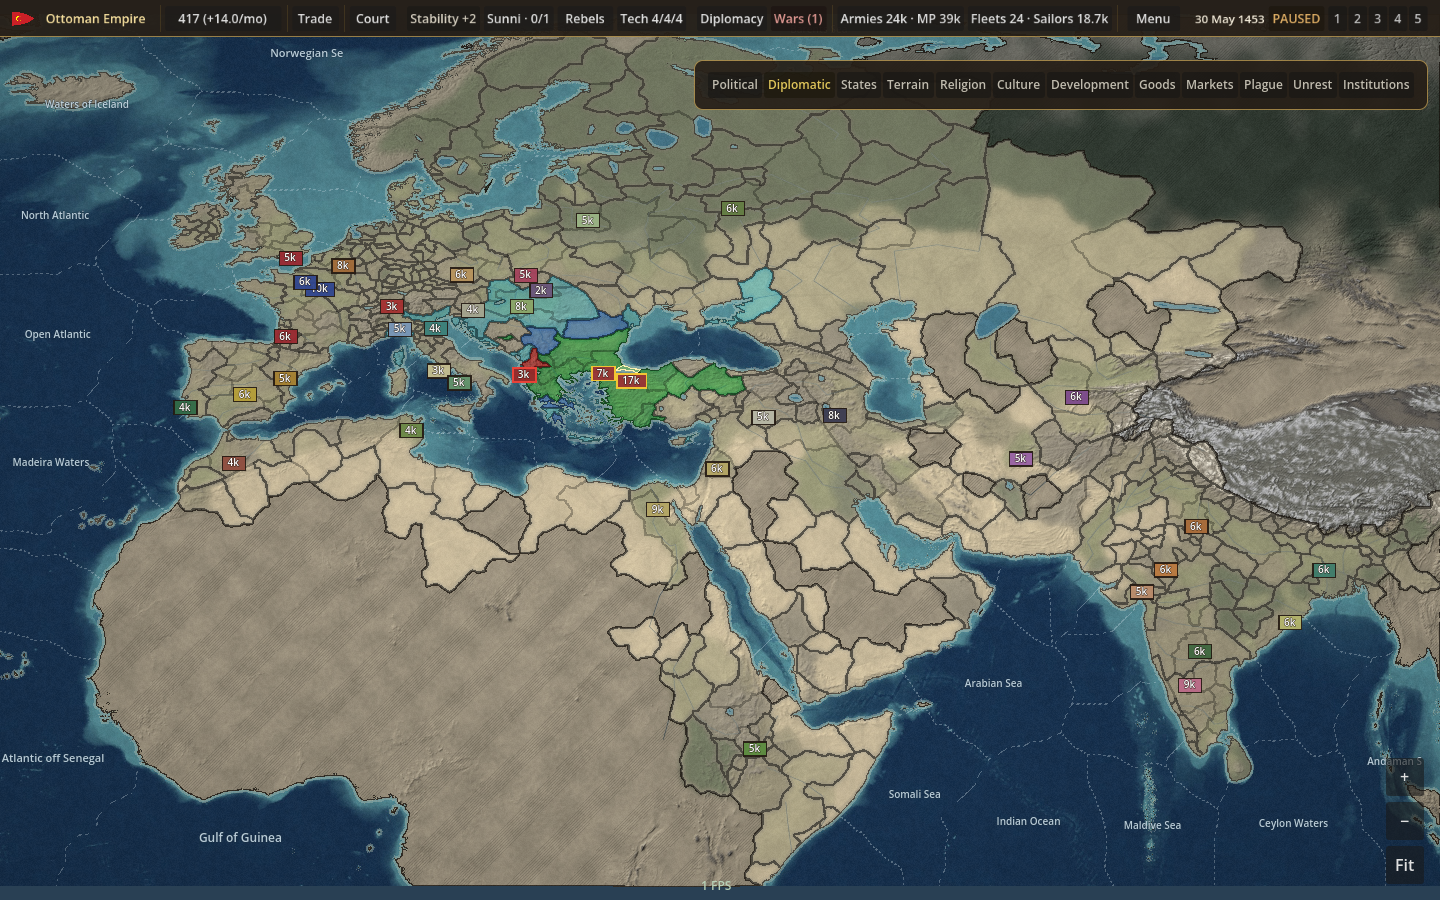 Ottoman Empire 417 (+14.0/mo) Trade Court Stability +2 Sunni · 0/1 Rebels Tech 4/4/4 Diplomacy Wars (1) Armies 24k · MP 39k Fleets 24 · Sailors 18.7k Menu 30 May 1453 PAUSED 1 2 3 4 5
Political Diplomatic States Terrain Religion Culture Development Goods Markets Plague Unrest Institutions
Norwegian Se
Waters of Iceland
North Atlantic
6k
5k
5k
8k
6k
5k
6k
2k
3k
4k
8k
Open Atlantic
6k
5k
4k
3k
5k
3k
7k
17k
5k
6k
5k
6k
4k
5k
8k
4k
Madeira Waters
4k
6k
5k
9k
6k
6k
6k
5k
6k
6k
Arabian Sea
9k
5k
Atlantic off Senegal
Andaman S
+
Somali Sea
Gulf of Guinea
Indian Ocean
Maldive Sea
Ceylon Waters
−
Fit
1 FPS